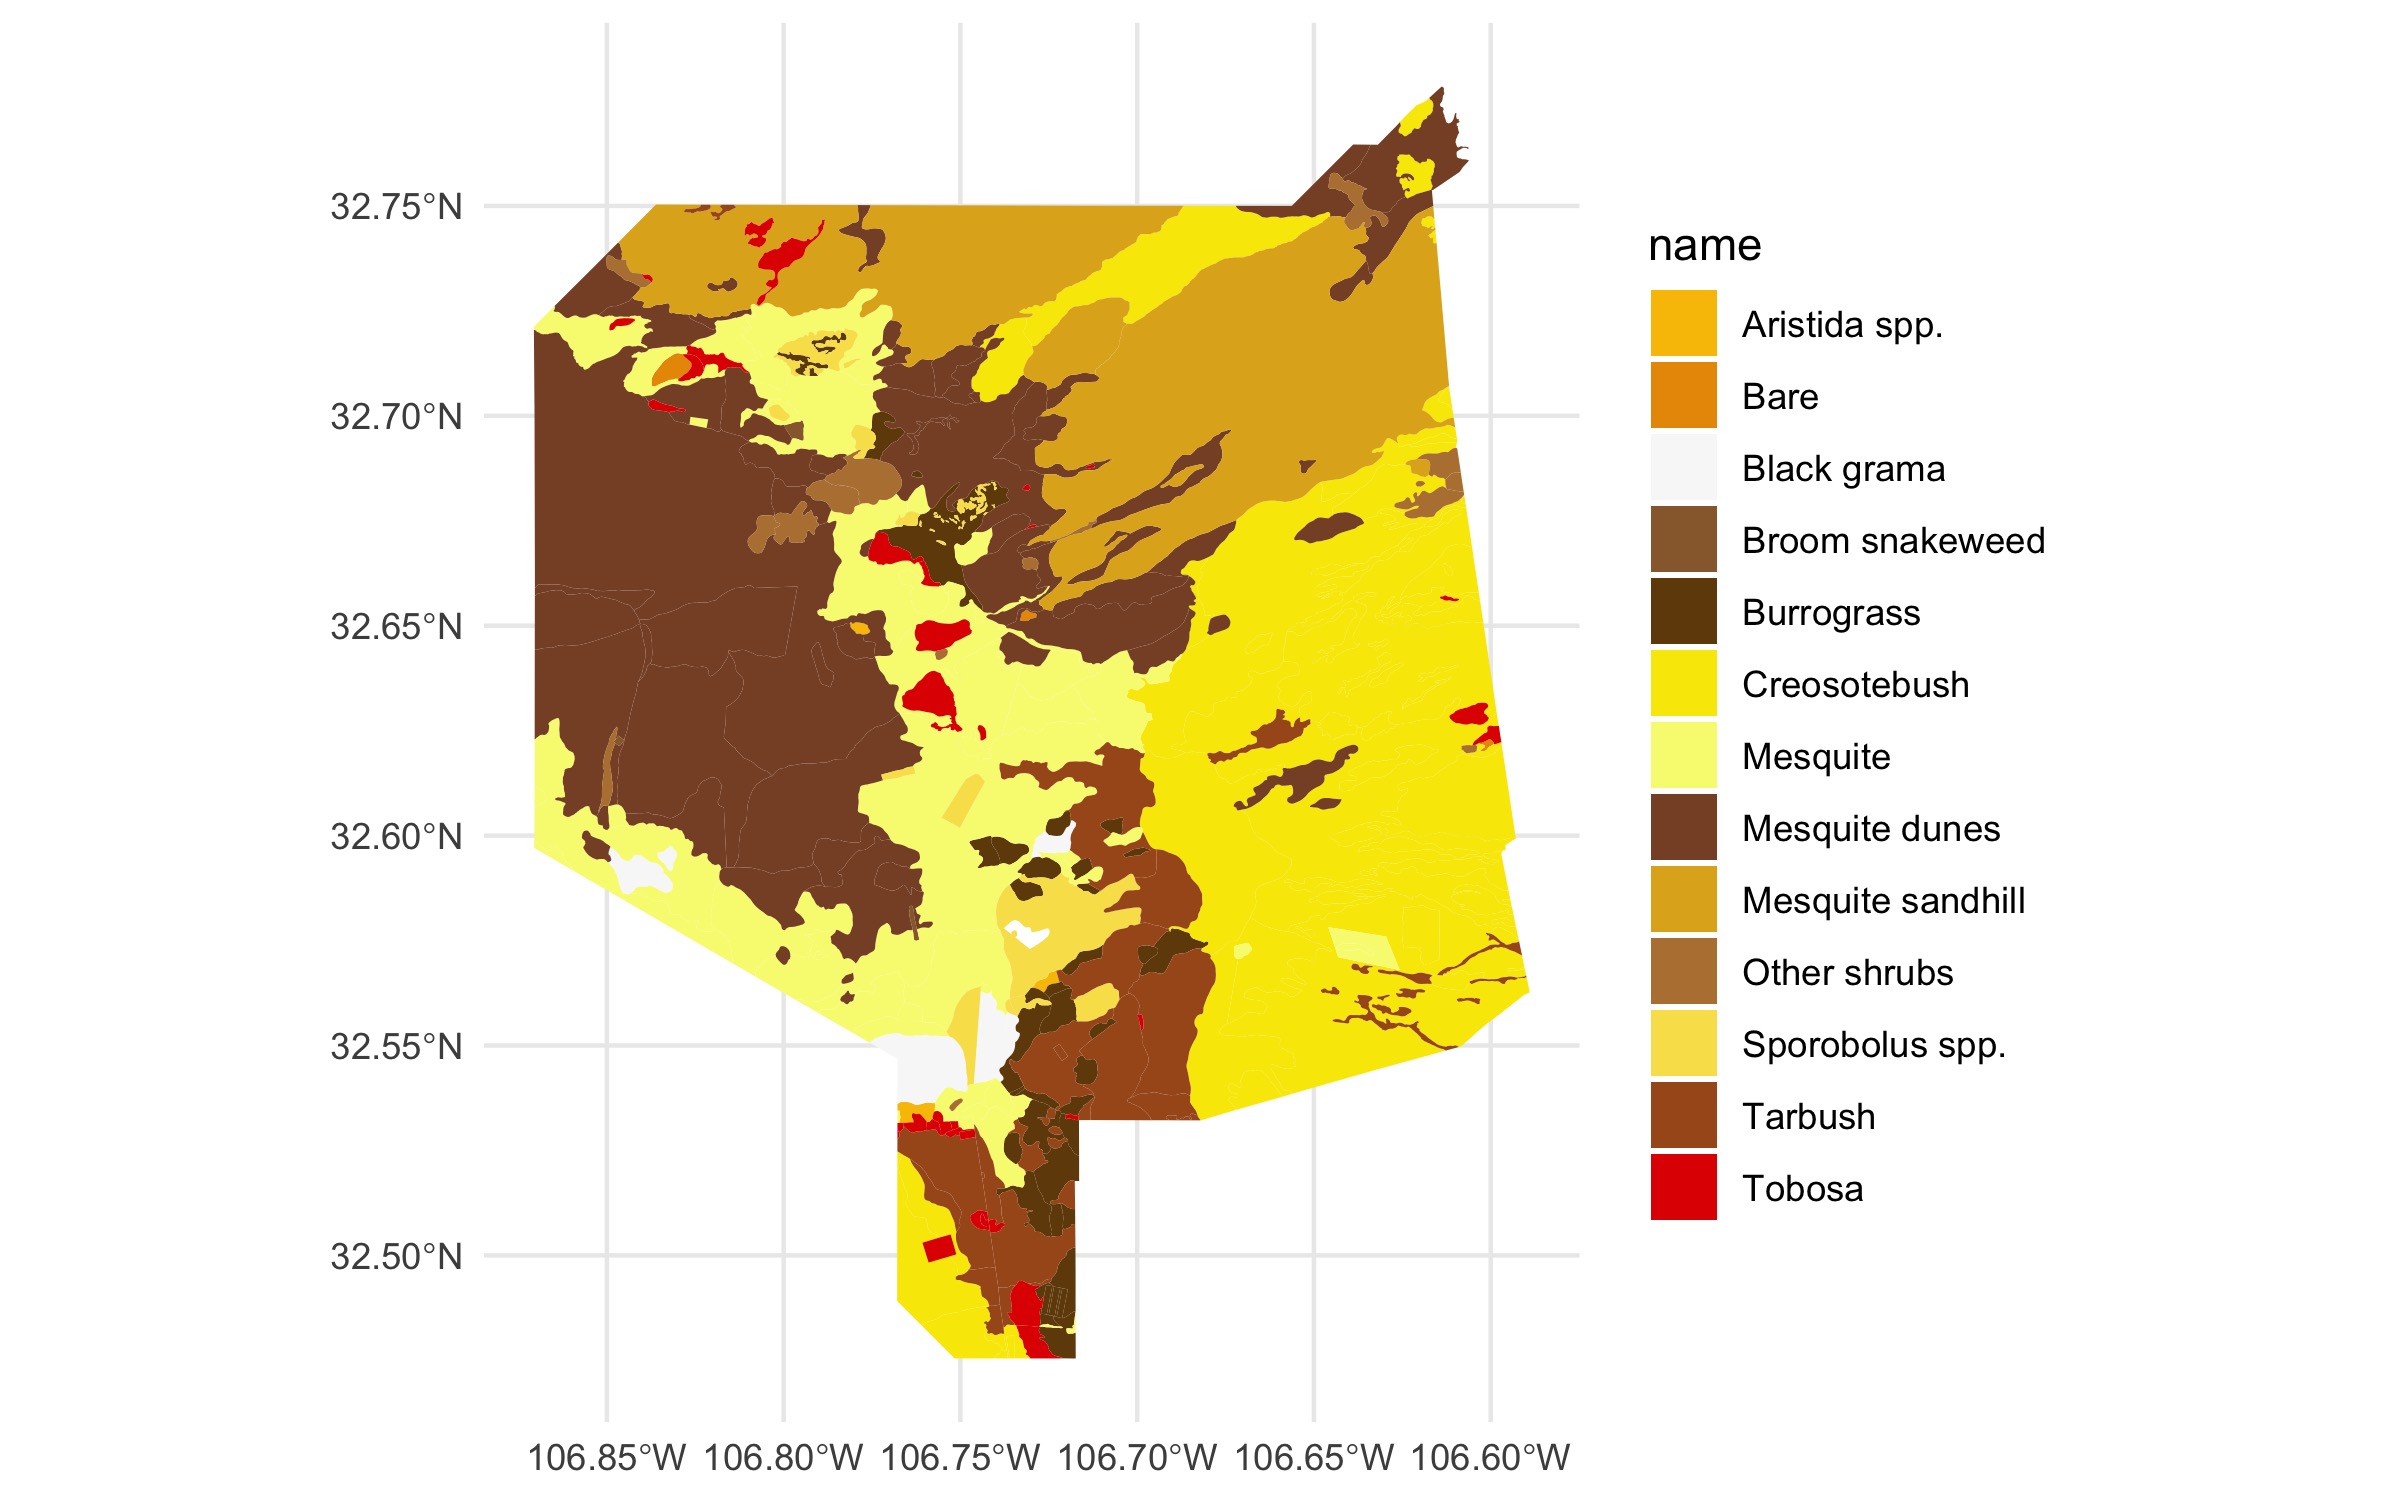 32.75°N
32.70°N
32.65°N
32.60°N
32.55°N
32.50°N
106.85°W 106.80°W 106.75°W 106.70°W 106.65°W 106.60°W
name
Aristida spp.
Bare
Black grama
Broom snakeweed
Burrograss
Creosotebush
Mesquite
Mesquite dunes
Mesquite sandhill
Other shrubs
Sporobolus spp.
Tarbush
Tobosa